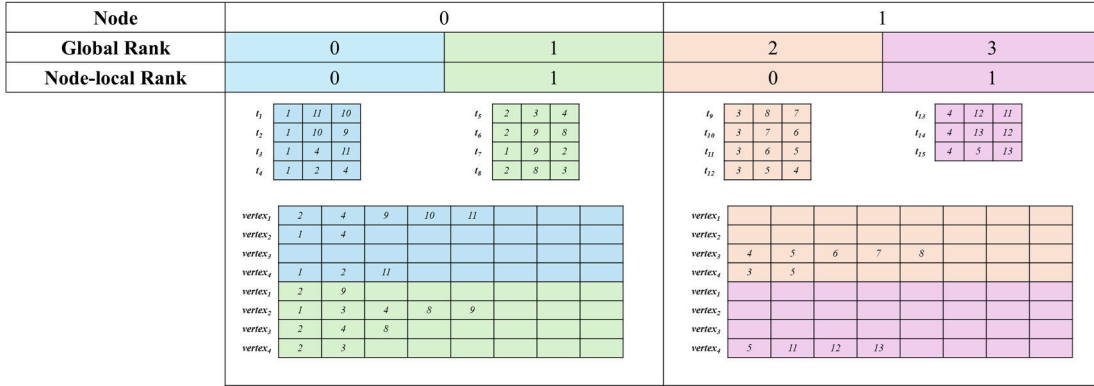 Node 0 1
Global Rank 0 1 2 3
Node-local Rank 0 1 0 1
t1 1 11 10
t2 1 10 9
t3 1 4 11
t4 1 2 4
t5 2 3 4
t6 2 9 8
t7 1 9 2
t8 2 8 3
t9 3 8 7
t10 3 7 6
t11 3 6 5
t12 3 5 4
t13 4 12 11
t14 4 13 12
t15 4 5 13
vertex1 2 4 9 10 11
vertex2 1 4
vertex3
vertex4 1 2 11
vertex1 2 9
vertex2 1 3 4 8 9
vertex3 2 4 8
vertex4 2 3
vertex1
vertex2
vertex3 4 5 6 7 8
vertex4 3 5
vertex1
vertex2
vertex3
vertex4 5 11 12 13